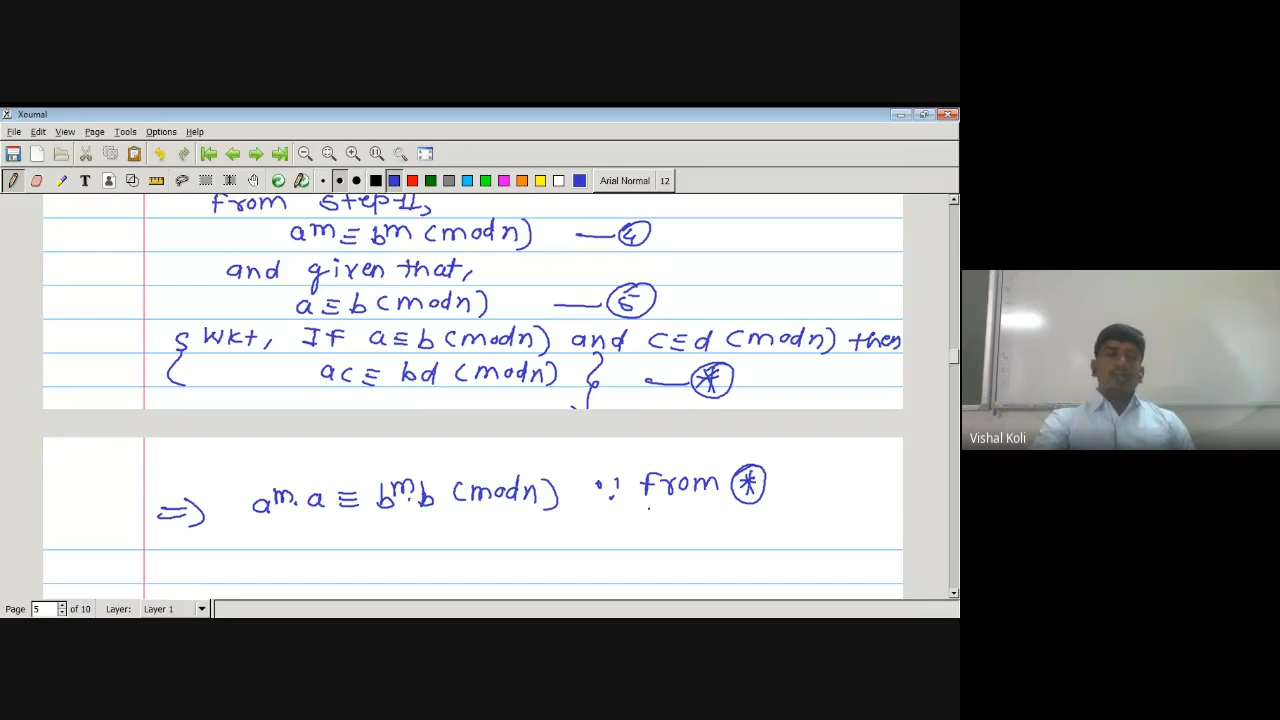 Xournal
File Edit View Page Tools Options Help
Arial Normal 12
from step-II,
a^m ≡ b^m (mod n) —④
and given that,
a ≡ b (mod n) —⑤
{ WKT, If a ≡ b (mod n) and c ≡ d (mod n) then
ac ≡ bd (mod n) } —(*)
⇒ a^m · a ≡ b^m · b (mod n) ∵ from (*)
Page 5 of 10 Layer: Layer 1
Vishal Koli